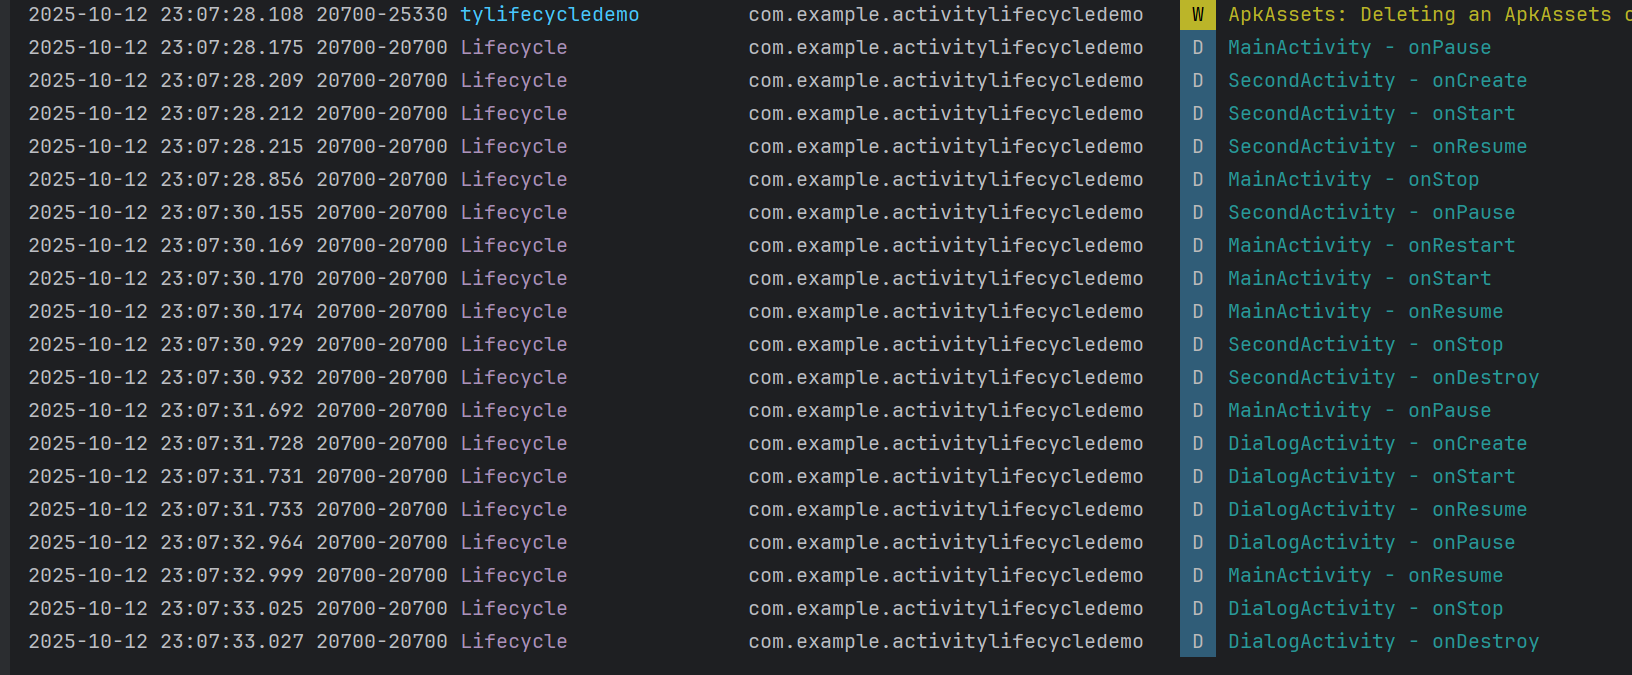 2025-10-12 23:07:28.108 20700-25330 tylifecycledemo com.example.activitylifecycledemo W ApkAssets: Deleting an ApkAssets
2025-10-12 23:07:28.175 20700-20700 Lifecycle com.example.activitylifecycledemo D MainActivity - onPause
2025-10-12 23:07:28.209 20700-20700 Lifecycle com.example.activitylifecycledemo D SecondActivity - onCreate
2025-10-12 23:07:28.212 20700-20700 Lifecycle com.example.activitylifecycledemo D SecondActivity - onStart
2025-10-12 23:07:28.215 20700-20700 Lifecycle com.example.activitylifecycledemo D SecondActivity - onResume
2025-10-12 23:07:28.856 20700-20700 Lifecycle com.example.activitylifecycledemo D MainActivity - onStop
2025-10-12 23:07:30.155 20700-20700 Lifecycle com.example.activitylifecycledemo D SecondActivity - onPause
2025-10-12 23:07:30.169 20700-20700 Lifecycle com.example.activitylifecycledemo D MainActivity - onRestart
2025-10-12 23:07:30.170 20700-20700 Lifecycle com.example.activitylifecycledemo D MainActivity - onStart
2025-10-12 23:07:30.174 20700-20700 Lifecycle com.example.activitylifecycledemo D MainActivity - onResume
2025-10-12 23:07:30.929 20700-20700 Lifecycle com.example.activitylifecycledemo D SecondActivity - onStop
2025-10-12 23:07:30.932 20700-20700 Lifecycle com.example.activitylifecycledemo D SecondActivity - onDestroy
2025-10-12 23:07:31.692 20700-20700 Lifecycle com.example.activitylifecycledemo D MainActivity - onPause
2025-10-12 23:07:31.728 20700-20700 Lifecycle com.example.activitylifecycledemo D DialogActivity - onCreate
2025-10-12 23:07:31.731 20700-20700 Lifecycle com.example.activitylifecycledemo D DialogActivity - onStart
2025-10-12 23:07:31.733 20700-20700 Lifecycle com.example.activitylifecycledemo D DialogActivity - onResume
2025-10-12 23:07:32.964 20700-20700 Lifecycle com.example.activitylifecycledemo D DialogActivity - onPause
2025-10-12 23:07:32.999 20700-20700 Lifecycle com.example.activitylifecycledemo D MainActivity - onResume
2025-10-12 23:07:33.025 20700-20700 Lifecycle com.example.activitylifecycledemo D DialogActivity - onStop
2025-10-12 23:07:33.027 20700-20700 Lifecycle com.example.activitylifecycledemo D DialogActivity - onDestroy